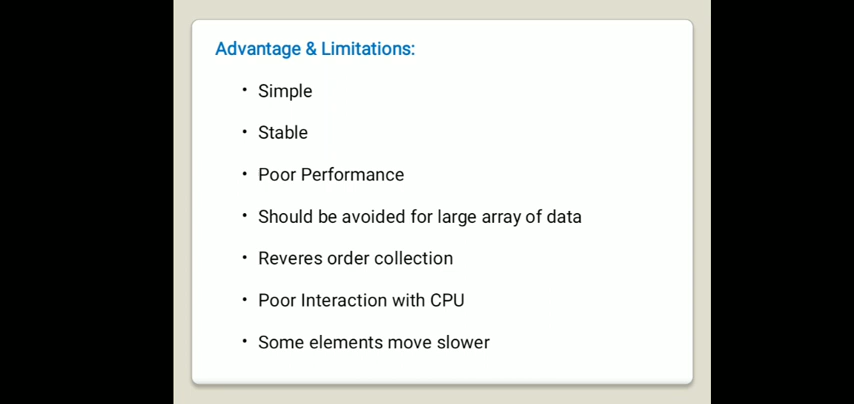 Advantage & Limitations:
• Simple
• Stable
• Poor Performance
• Should be avoided for large array of data
• Reveres order collection
• Poor Interaction with CPU
• Some elements move slower